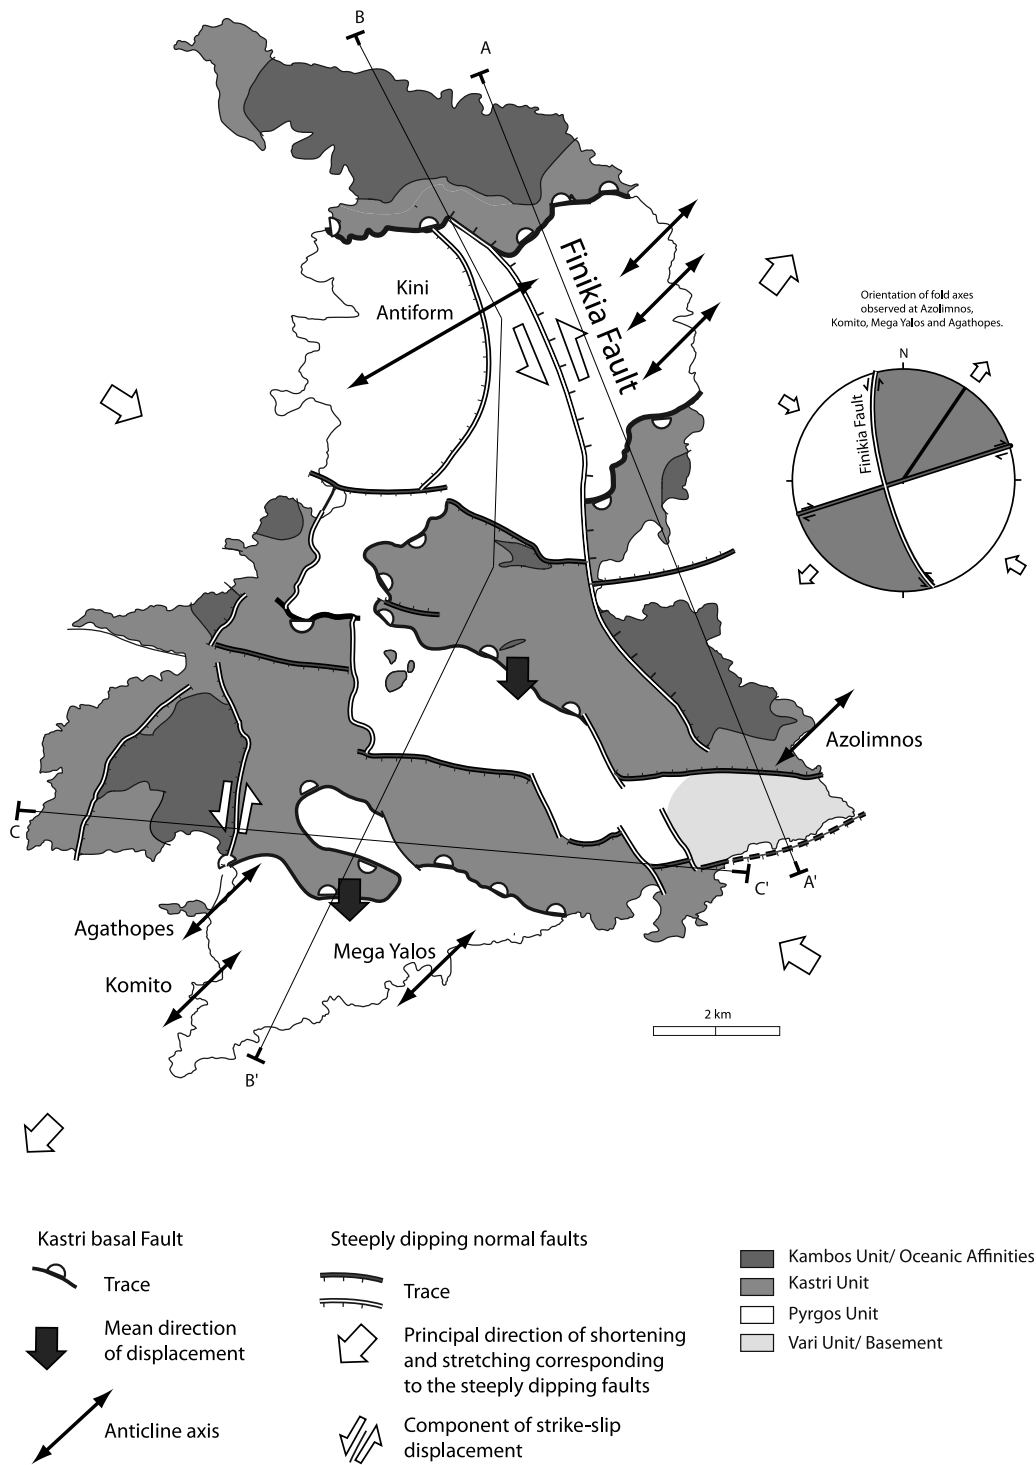 B
A
Finikia Fault
Kini
Antiform
Orientation of fold axes
observed at Azolimnos,
Komito, Mega Yalos and Agathopes.
N
Finikia Fault
Azolimnos
C
C'
A'
Agathopes
Mega Yalos
Komito
2 km
B'
Kastri basal Fault
Trace
Mean direction
of displacement
Anticline axis
Steeply dipping normal faults
Trace
Principal direction of shortening
and stretching corresponding
to the steeply dipping faults
Component of strike-slip
displacement
Kambos Unit/ Oceanic Affinities
Kastri Unit
Pyrgos Unit
Vari Unit/ Basement